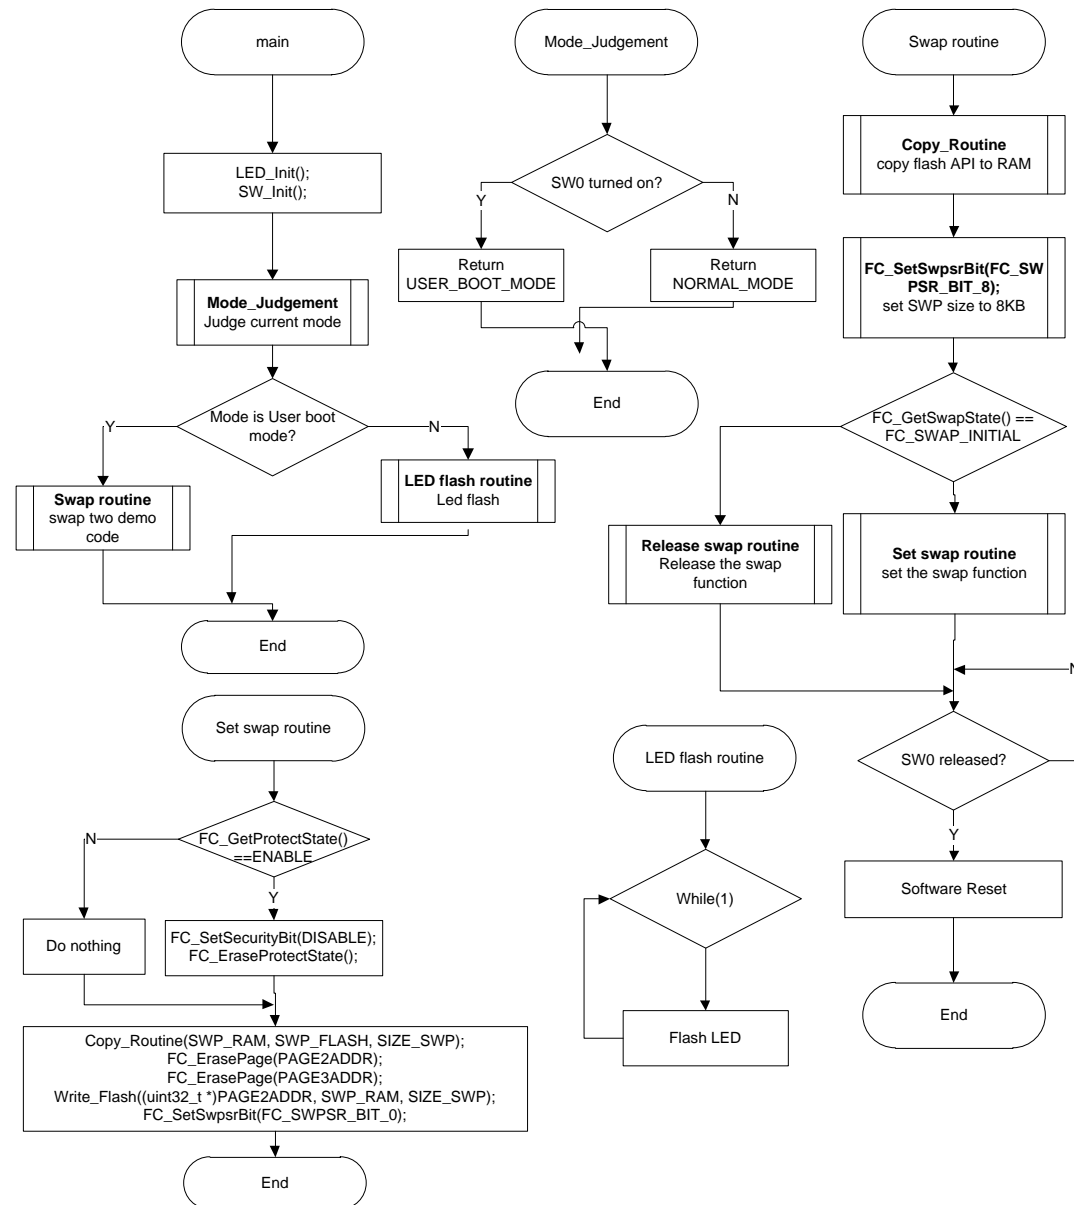 main
LED_Init();
SW_Init();
Mode_Judgement
Judge current mode
Mode is User boot
mode?
Y
N
Swap routine
swap two demo
code
LED flash routine
Led flash
End
Mode_Judgement
SW0 turned on?
Y
N
Return
USER_BOOT_MODE
Return
NORMAL_MODE
End
Swap routine
Copy_Routine
copy flash API to RAM
FC_SetSwpsrBit(FC_SW
PSR_BIT_8);
set SWP size to 8KB
FC_GetSwapState() ==
FC_SWAP_INITIAL
Release swap routine
Release the swap
function
Set swap routine
set the swap function
N
SW0 released?
Y
Software Reset
End
Set swap routine
FC_GetProtectState()
==ENABLE
N
Y
Do nothing
FC_SetSecurityBit(DISABLE);
FC_EraseProtectState();
Copy_Routine(SWP_RAM, SWP_FLASH, SIZE_SWP);
FC_ErasePage(PAGE2ADDR);
FC_ErasePage(PAGE3ADDR);
Write_Flash((uint32_t *)PAGE2ADDR, SWP_RAM, SIZE_SWP);
FC_SetSwpsrBit(FC_SWPSR_BIT_0);
End
LED flash routine
While(1)
Flash LED